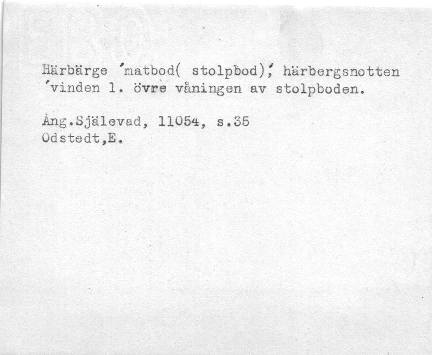 Härbärge ´matbod( stolpbod)´, härbergsnotten
´vinden l. övre våningen av stolpboden.
Ång.Själevad, 11054, s.35
Odstedt,E.